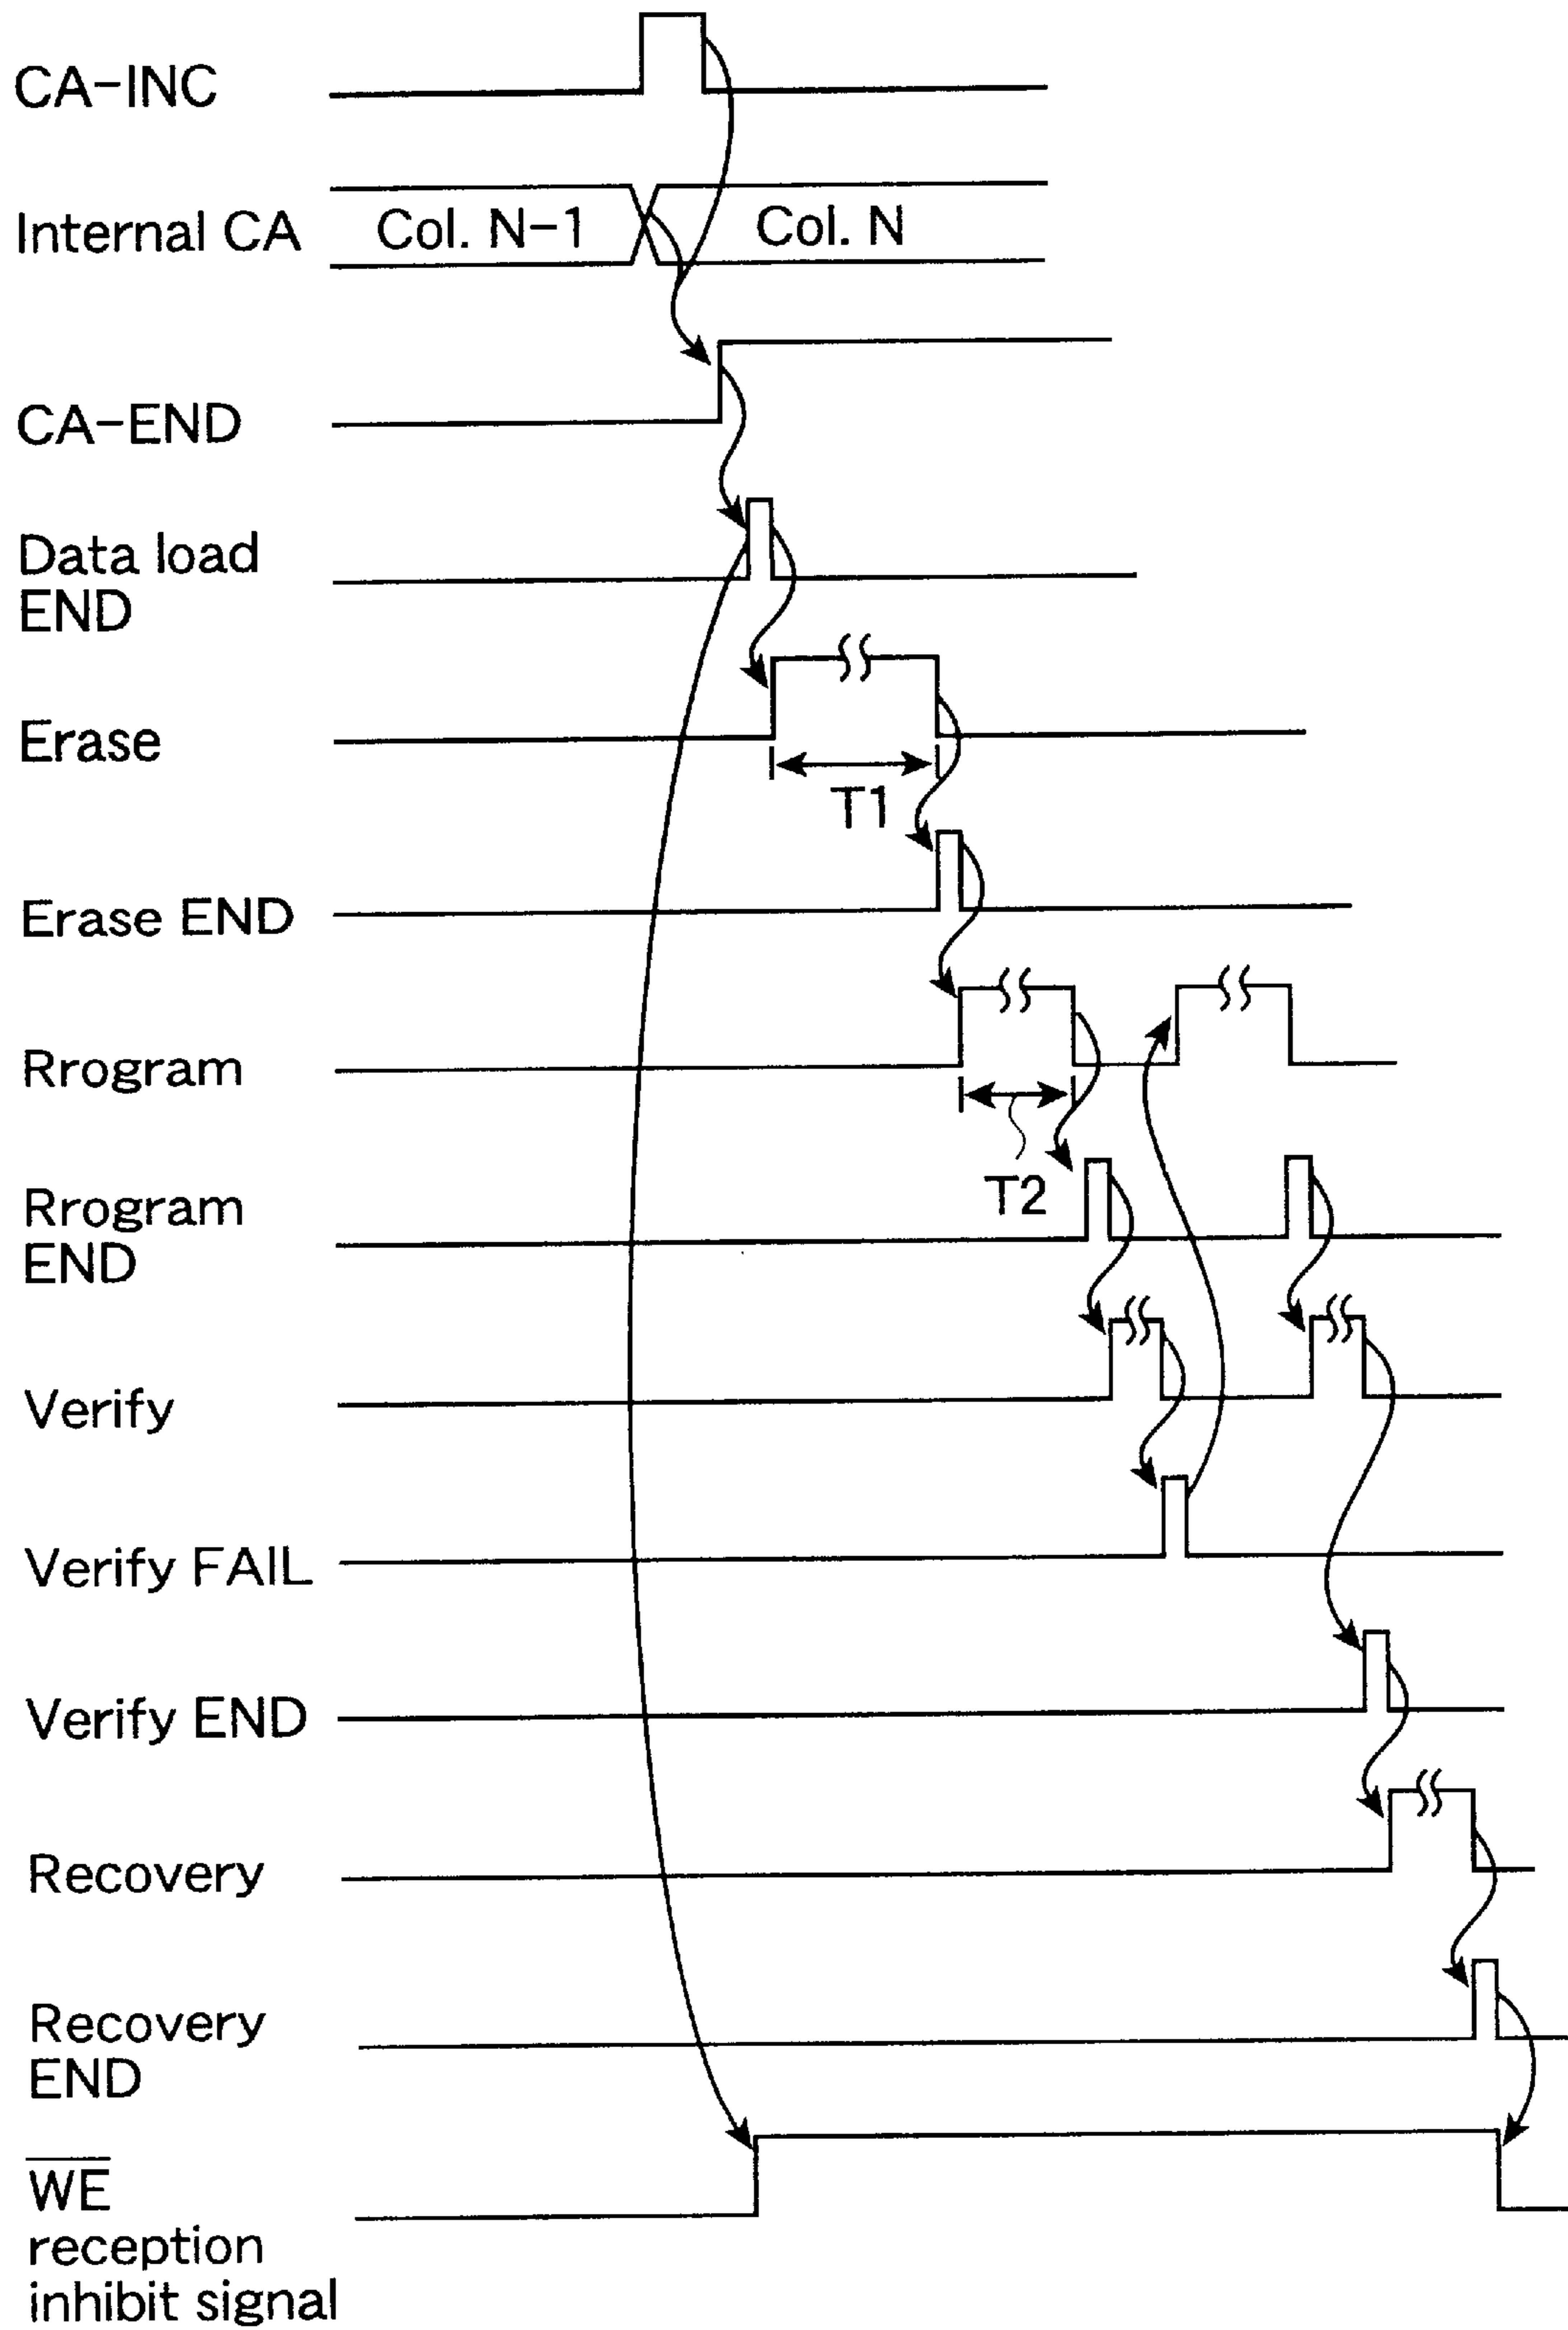 CA-INC
Internal CA
Col. N-1
Col. N
CA-END
Data load
END
Erase
T1
Erase END
Rrogram
T2
Rrogram
END
Verify
Verify FAIL
Verify END
Recovery
Recovery
END
W̅E̅
reception
inhibit signal